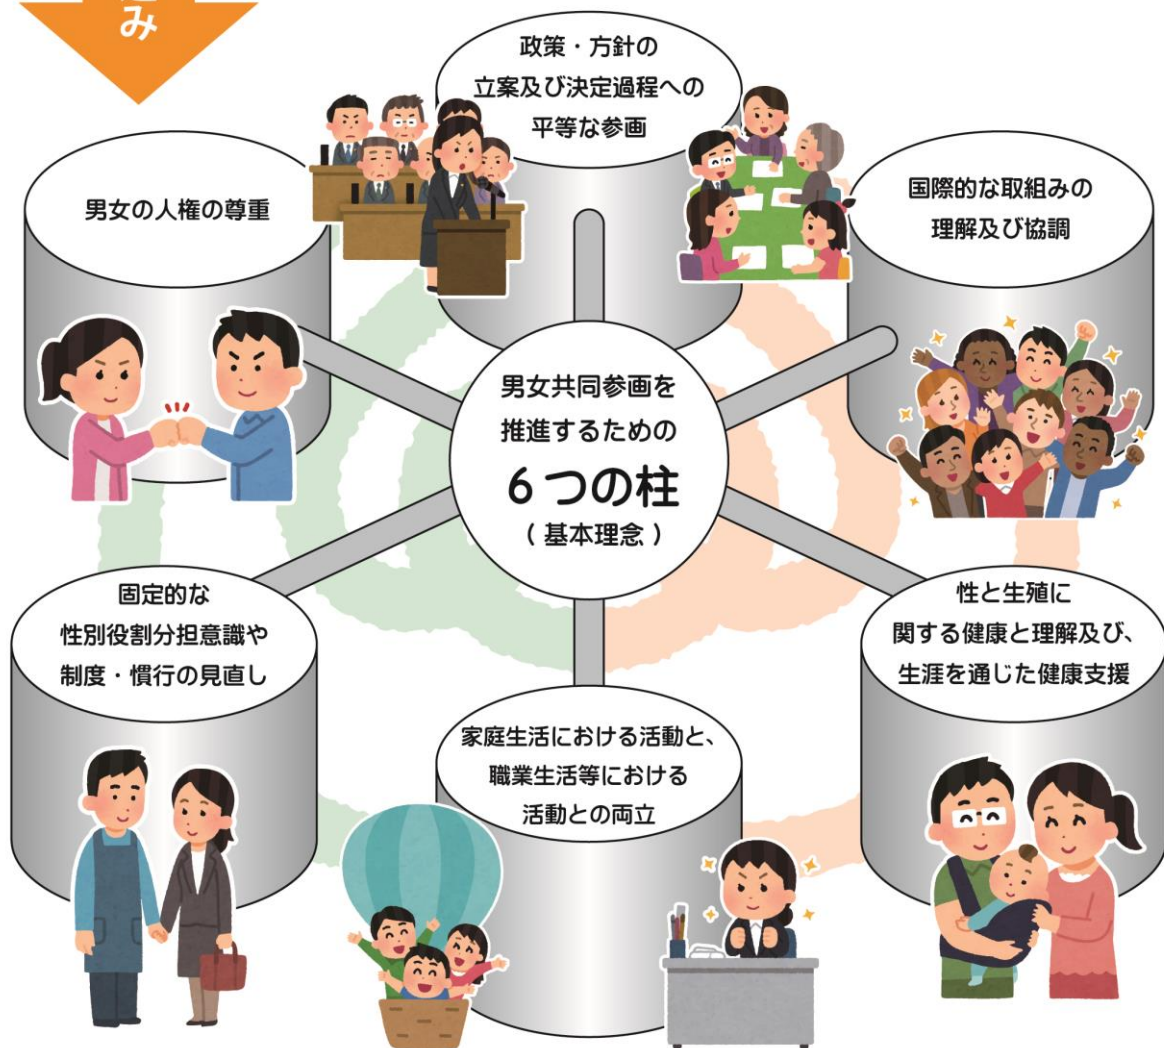 み
政策・方針の
立案及び決定過程への
平等な参画
男女の人権の尊重
国際的な取組みの
理解及び協調
男女共同参画を
推進するための
6つの柱
(基本理念)
固定的な
性別役割分担意識や
制度・慣行の見直し
性と生殖に
関する健康と理解及び、
生涯を通じた健康支援
家庭生活における活動と、
職業生活等における
活動との両立